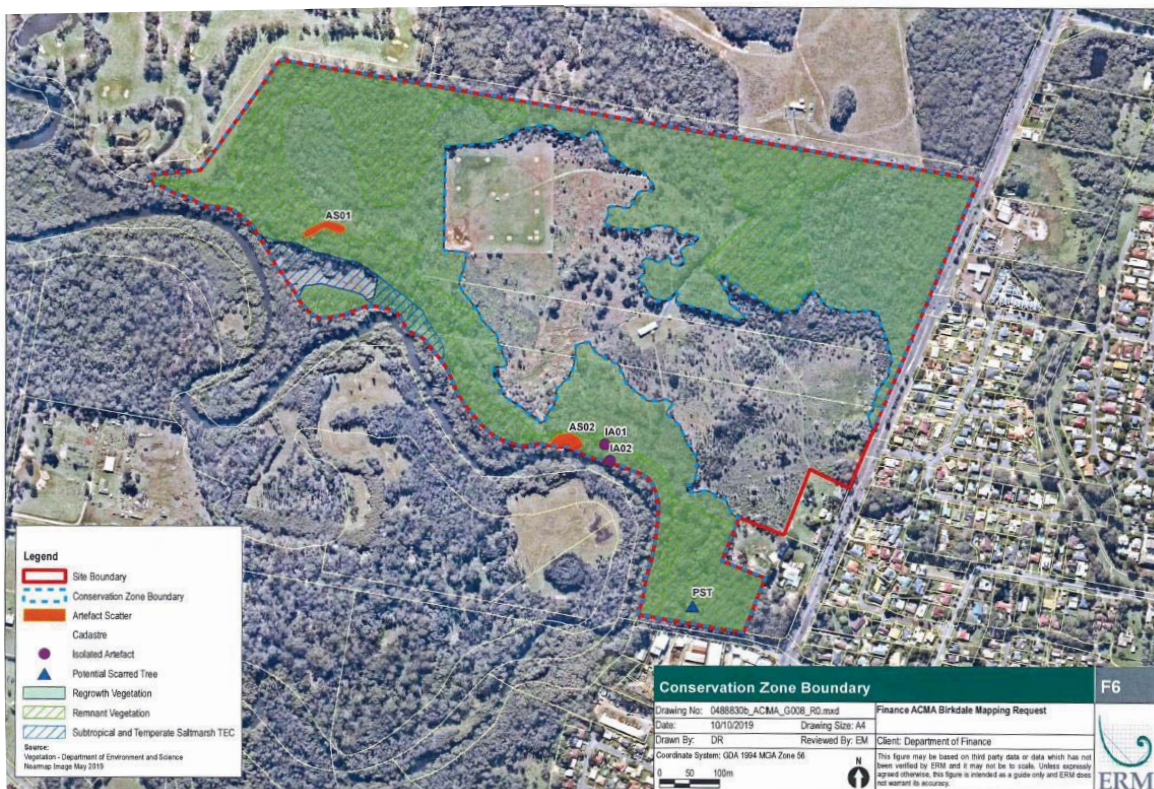 AS01
AS02
IA01
IA02
PST
Legend
Site Boundary
Conservation Zone Boundary
Artefact Scatter
Cadastre
Isolated Artefact
Potential Scarred Tree
Regrowth Vegetation
Remnant Vegetation
Subtropical and Temperate Saltmarsh TEC
Source:
Vegetation - Department of Environment and Science
Nearmap Image May 2019
Conservation Zone Boundary
F6
Drawing No: 0488830b_ACMA_G008_R0.mxd
Date: 10/10/2019 Drawing Size: A4
Drawn By: DR Reviewed By: EM
Coordinate System: GDA 1994 MGA Zone 56
N
0 50 100m
Finance ACMA Birkdale Mapping Request
Client: Department of Finance
This figure may be based on third party data or data which has not
been verified by ERM and it may not be to scale. Unless expressly
agreed otherwise, this figure is intended as a guide only and ERM does
not warrant its accuracy.
ERM